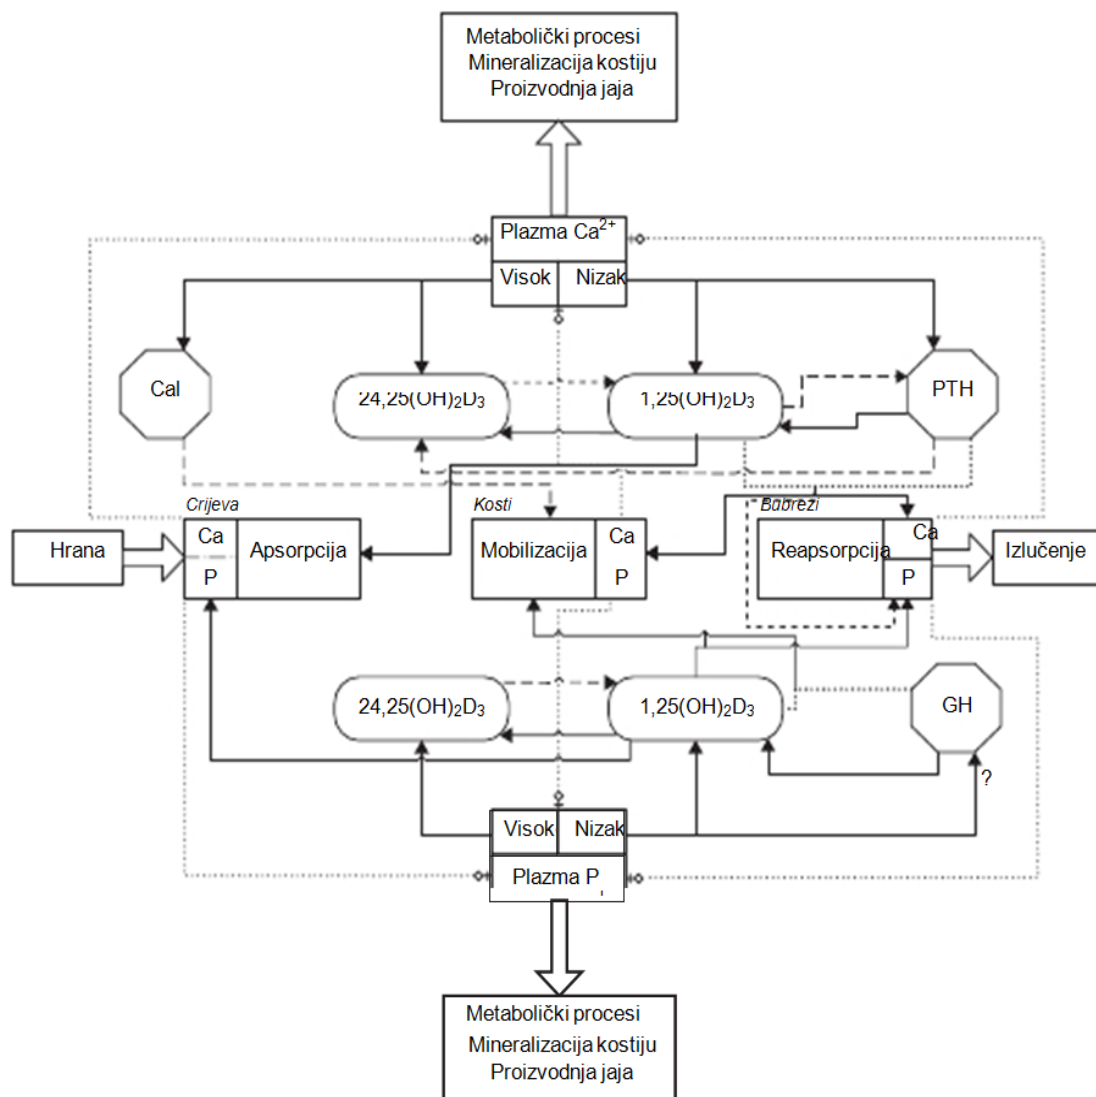 Metabolički procesi
Mineralizacija kostiju
Proizvodnja jaja
Plazma Ca²⁺
Visok
Nizak
Cal
24,25(OH)₂D₃
1,25(OH)₂D₃
PTH
Crijeva
Kosti
Bubrezi
Hrana
Ca
P
Apsorpcija
Mobilizacija
Ca
P
Reapsorpcija
Ca
P
Izlučenje
24,25(OH)₂D₃
1,25(OH)₂D₃
GH
?
Visok
Nizak
Plazma P
Metabolički procesi
Mineralizacija kostiju
Proizvodnja jaja